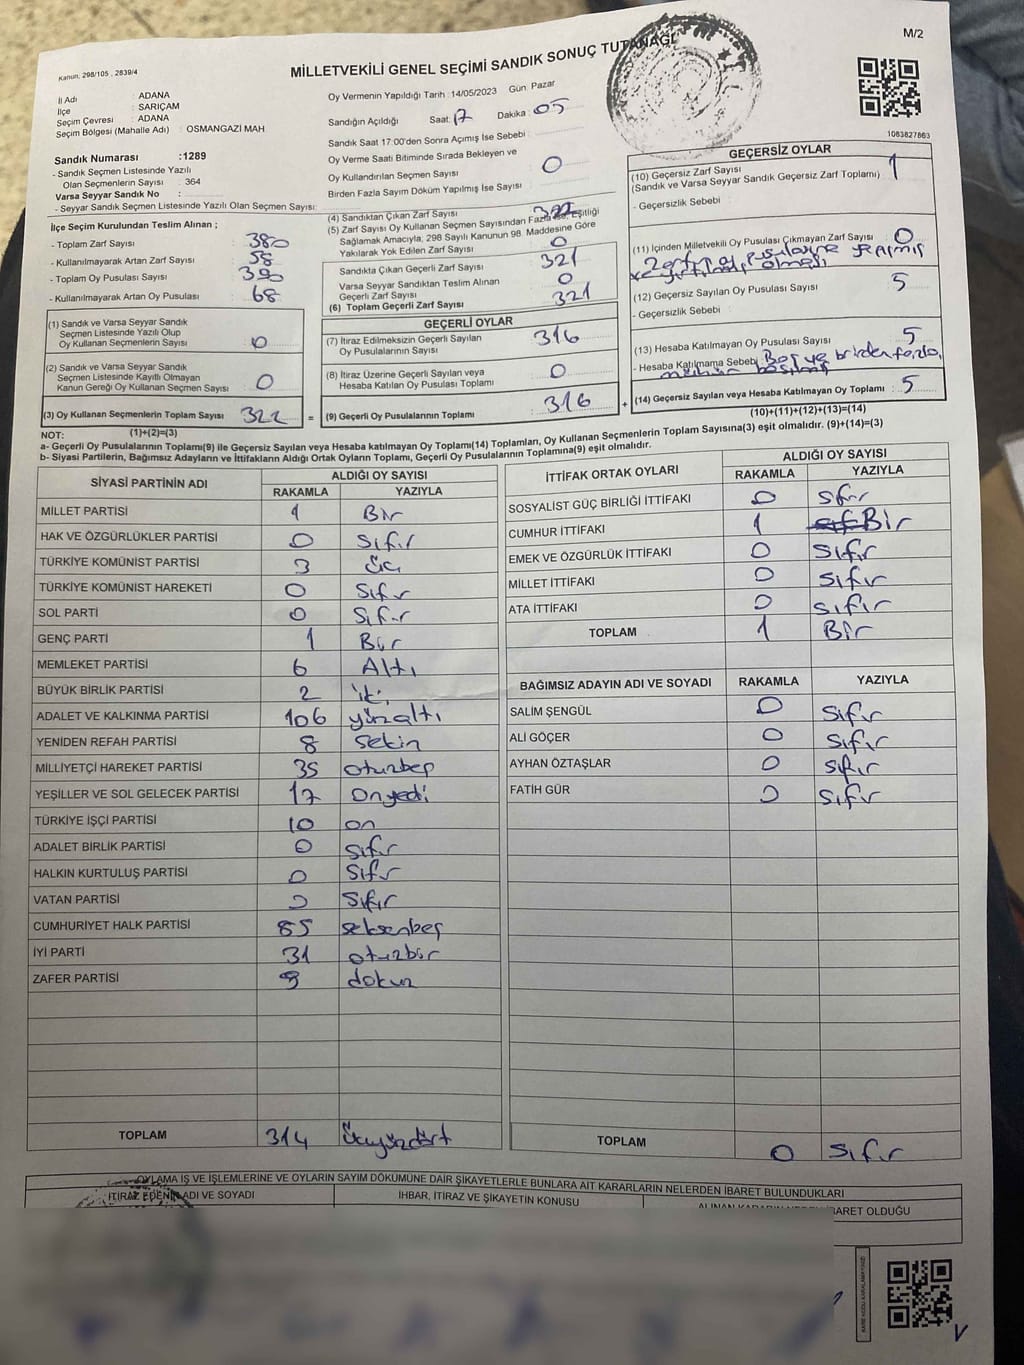 M/2
Kanun, 298/105 , 2839/4
MİLLETVEKİLİ GENEL SEÇİMİ SANDIK SONUÇ TUTANAĞI
İl Adı : ADANA
İlçe : SARIÇAM
Seçim Çevresi : ADANA
Seçim Bölgesi (Mahalle Adı) : OSMANGAZİ MAH
Sandık Numarası :1289
- Sandık Seçmen Listesinde Yazılı
Olan Seçmenlerin Sayısı : 364
Varsa Seyyar Sandık No :
- Seyyar Sandık Seçmen Listesinde Yazılı Olan Seçmen Sayısı:
Oy Vermenin Yapıldığı Tarih : 14/05/2023 Gün: Pazar
Sandığın Açıldığı Saat: 17 Dakika : 05
Sandık Saat 17:00'den Sonra Açımış İse Sebebi :
Oy Verme Saati Bitiminde Sırada Bekleyen ve
Oy Kullandırılan Seçmen Sayısı : 0
Birden Fazla Sayım Döküm Yapılmış İse Sayısı :
1083827863
İlçe Seçim Kurulundan Teslim Alınan ;
- Toplam Zarf Sayısı : 380
- Kullanılmayarak Artan Zarf Sayısı : 58
- Toplam Oy Pusulası Sayısı : 390
- Kullanılmayarak Artan Oy Pusulası : 68
(1) Sandık ve Varsa Seyyar Sandık
Seçmen Listesinde Yazılı Olup
Oy Kullanan Seçmenlerin Sayısı : 0
(2) Sandık ve Varsa Seyyar Sandık
Seçmen Listesinde Kayıtlı Olmayan
Kanun Gereği Oy Kullanan Seçmen Sayısı : 0
(3) Oy Kullanan Seçmenlerin Toplam Sayısı 322 =
(1)+(2)=(3)
(4) Sandıktan Çıkan Zarf Sayısı 322
(5) Zarf Sayısı Oy Kullanan Seçmen Sayısından Fazla İse, Eşitliği
Sağlamak Amacıyla, 298 Sayılı Kanunun 98. Maddesine Göre
Yakılarak Yok Edilen Zarf Sayısı : 0
Sandıkta Çıkan Geçerli Zarf Sayısı : 321
Varsa Seyyar Sandıktan Teslim Alınan
Geçerli Zarf Sayısı : 0
(6) Toplam Geçerli Zarf Sayısı : 321
GEÇERLİ OYLAR
(7) İtiraz Edilmeksizin Geçerli Sayılan
Oy Pusulalarının Sayısı : 316
(8) İtiraz Üzerine Geçerli Sayılan veya
Hesaba Katılan Oy Pusulası Toplamı : 0
(9) Geçerli Oy Pusulalarının Toplamı : 316 +
GEÇERSİZ OYLAR
(10) Geçersiz Zarf Sayısı : 1
(Sandık ve Varsa Seyyar Sandık Geçersiz Zarf Toplamı)
- Geçersizlik Sebebi :
(11) İçinden Milletvekili Oy Pusulası Çıkmayan Zarf Sayısı : 0
Zarfın oy pusulasına yapışmış
olması
(12) Geçersiz Sayılan Oy Pusulası Sayısı : 5
- Geçersizlik Sebebi :
(13) Hesaba Katılmayan Oy Pusulası Sayısı : 5
- Hesaba Katılmama Sebebi : Boş ve birden fazla
mühür
(14) Geçersiz Sayılan veya Hesaba Katılmayan Oy Toplamı : 5
(10)+(11)+(12)+(13)=(14)
NOT:
a- Geçerli Oy Pusulalarının Toplamı(9) ile Geçersiz Sayılan veya Hesaba katılmayan Oy Toplamı(14) Toplamları, Oy Kullanan Seçmenlerin Toplam Sayısına(3) eşit olmalıdır. (9)+(14)=(3)
b- Siyasi Partilerin, Bağımsız Adayların ve İttifakların Aldığı Ortak Oyların Toplamı, Geçerli Oy Pusulalarının Toplamına(9) eşit olmalıdır.
SİYASİ PARTİNİN ADI ALDIĞI OY SAYISI
RAKAMLA YAZIYLA
MİLLET PARTİSİ 1 Bir
HAK VE ÖZGÜRLÜKLER PARTİSİ 0 Sıfır
TÜRKİYE KOMÜNİST PARTİSİ 3 üç
TÜRKİYE KOMÜNİST HAREKETİ 0 Sıfır
SOL PARTİ 0 Sıfır
GENÇ PARTİ 1 Bir
MEMLEKET PARTİSİ 6 Altı
BÜYÜK BİRLİK PARTİSİ 2 iki
ADALET VE KALKINMA PARTİSİ 106 yüzaltı
YENİDEN REFAH PARTİSİ 8 sekiz
MİLLİYETÇİ HAREKET PARTİSİ 35 otuzbeş
YEŞİLLER VE SOL GELECEK PARTİSİ 17 Onyedi
TÜRKİYE İŞÇİ PARTİSİ 10 on
ADALET BİRLİK PARTİSİ 0 Sıfır
HALKIN KURTULUŞ PARTİSİ 0 Sıfır
VATAN PARTİSİ 0 Sıfır
CUMHURİYET HALK PARTİSİ 85 seksenbeş
İYİ PARTİ 31 otuzbir
ZAFER PARTİSİ 9 dokuz
TOPLAM 314 üçyüzdört
İTTİFAK ORTAK OYLARI ALDIĞI OY SAYISI
RAKAMLA YAZIYLA
SOSYALİST GÜÇ BİRLİĞİ İTTİFAKI 0 Sıfır
CUMHUR İTTİFAKI 1 Bir
EMEK VE ÖZGÜRLÜK İTTİFAKI 0 Sıfır
MİLLET İTTİFAKI 0 Sıfır
ATA İTTİFAKI 0 Sıfır
TOPLAM 1 Bir
BAĞIMSIZ ADAYIN ADI VE SOYADI RAKAMLA YAZIYLA
SALİM ŞENGÜL 0 Sıfır
ALİ GÖÇER 0 Sıfır
AYHAN ÖZTAŞLAR 0 Sıfır
FATİH GÜR 0 Sıfır
TOPLAM 0 Sıfır
OYLAMA İŞ VE İŞLEMLERİNE VE OYLARIN SAYIM DÖKÜMÜNE DAİR ŞİKAYETLERLE BUNLARA AİT KARARLARIN NELERDEN İBARET BULUNDUKLARI
İTİRAZ EDENİN ADI VE SOYADI İHBAR, İTİRAZ VE ŞİKAYETİN KONUSU ALINAN KARARIN NEDEN İBARET OLDUĞU
KARE KODU KARALAMAYINIZ